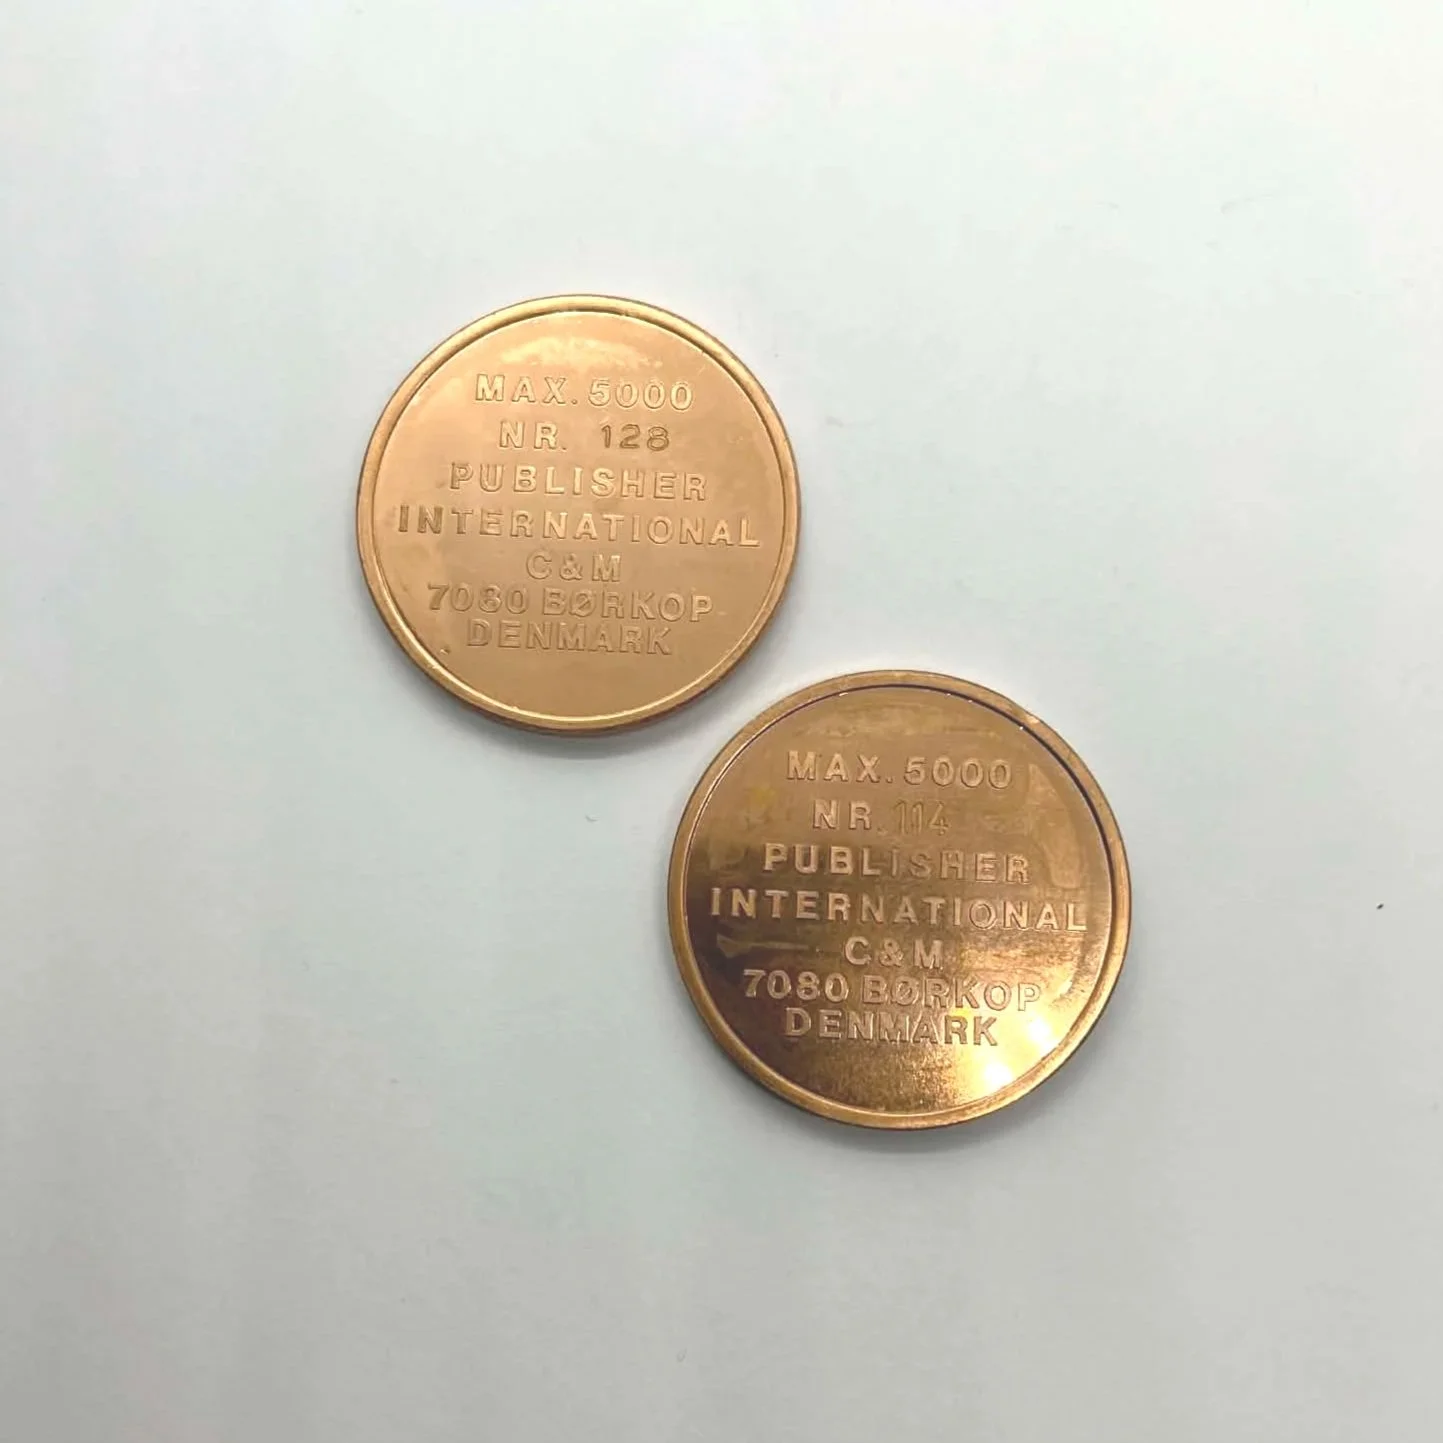 MAX. 5000
NR. 128
PUBLISHER
INTERNATIONAL
C&M
7080 BØRKOP
DENMARK
MAX. 5000
NR. 114
PUBLISHER
INTERNATIONAL
C&M
7080 BØRKOP
DENMARK